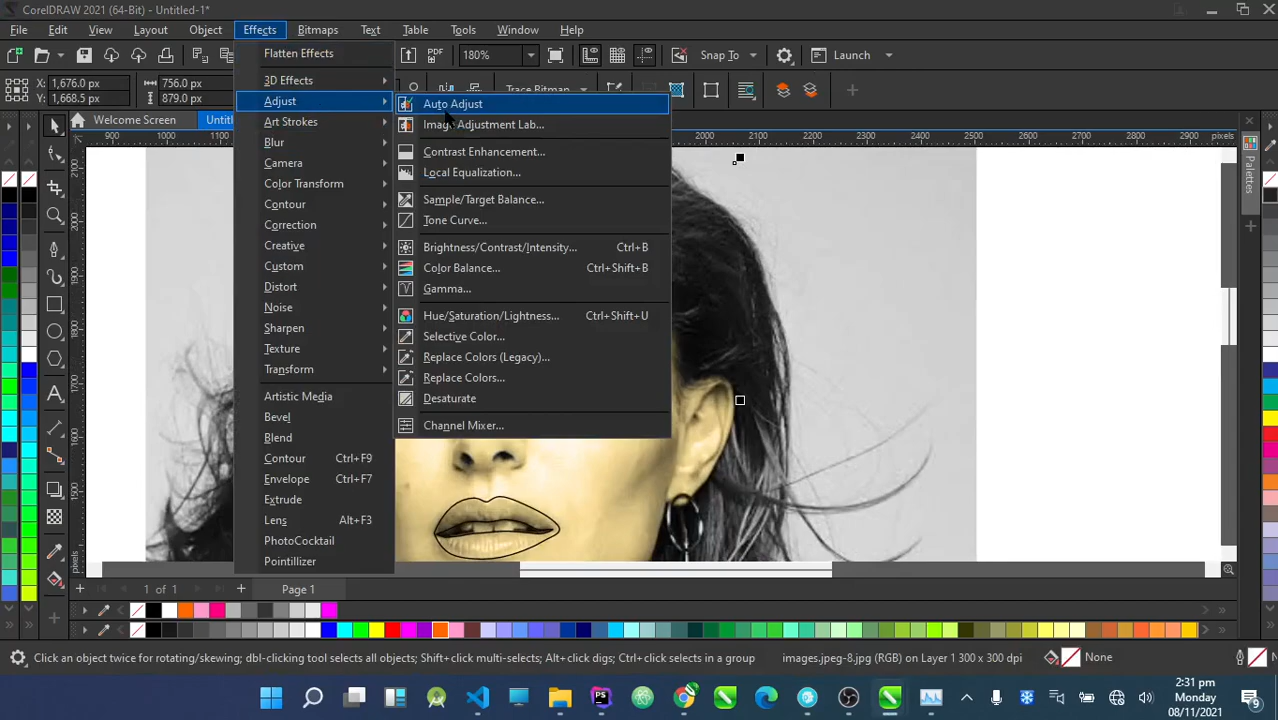 CorelDRAW 2021 (64-Bit) - Untitled-1*
File Edit View Layout Object Effects Bitmaps Text Table Tools Window Help
PDF 180% Snap To Launch
X: 1,676.0 px 756.0 px
Y: 1,668.5 px 879.0 px
Trace Bitmap
Welcome Screen
900 1000 2000 2100 2200 2300 2400 2500 2600 2700 2800 2900 pixels
Flatten Effects
3D Effects
Adjust
Art Strokes
Blur
Camera
Color Transform
Contour
Correction
Creative
Custom
Distort
Noise
Sharpen
Texture
Transform
Artistic Media
Bevel
Blend
Contour Ctrl+F9
Envelope Ctrl+F7
Extrude
Lens Alt+F3
PhotoCocktail
Pointillizer
Auto Adjust
Image Adjustment Lab...
Contrast Enhancement...
Local Equalization...
Sample/Target Balance...
Tone Curve...
Brightness/Contrast/Intensity... Ctrl+B
Color Balance... Ctrl+Shift+B
Gamma...
Hue/Saturation/Lightness... Ctrl+Shift+U
Selective Color...
Replace Colors (Legacy)...
Replace Colors...
Desaturate
Channel Mixer...
Palettes
1 of 1 Page 1
Click an object twice for rotating/skewing; dbl-clicking tool selects all objects; Shift+click multi-selects; Alt+click digs; Ctrl+click selects in a group images.jpeg-8.jpg (RGB) on Layer 1 300 x 300 dpi None
2:31 pm
Monday
08/11/2021
9